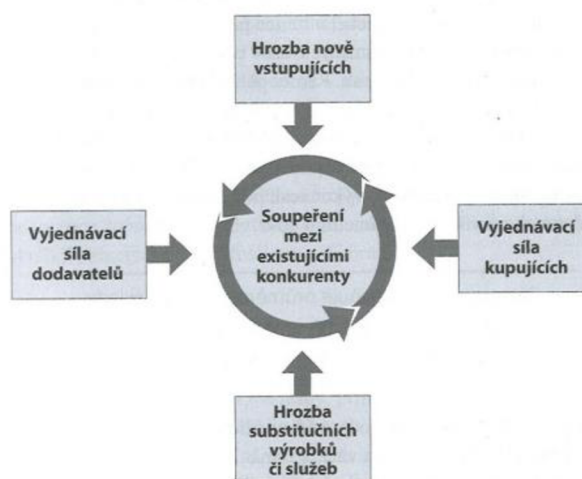 Hrozba nově
vstupujících
Vyjednávací
síla
dodavatelů
Soupeření
mezi
existujícími
konkurenty
Vyjednávací
síla
kupujících
Hrozba
substitučních
výrobků
či služeb